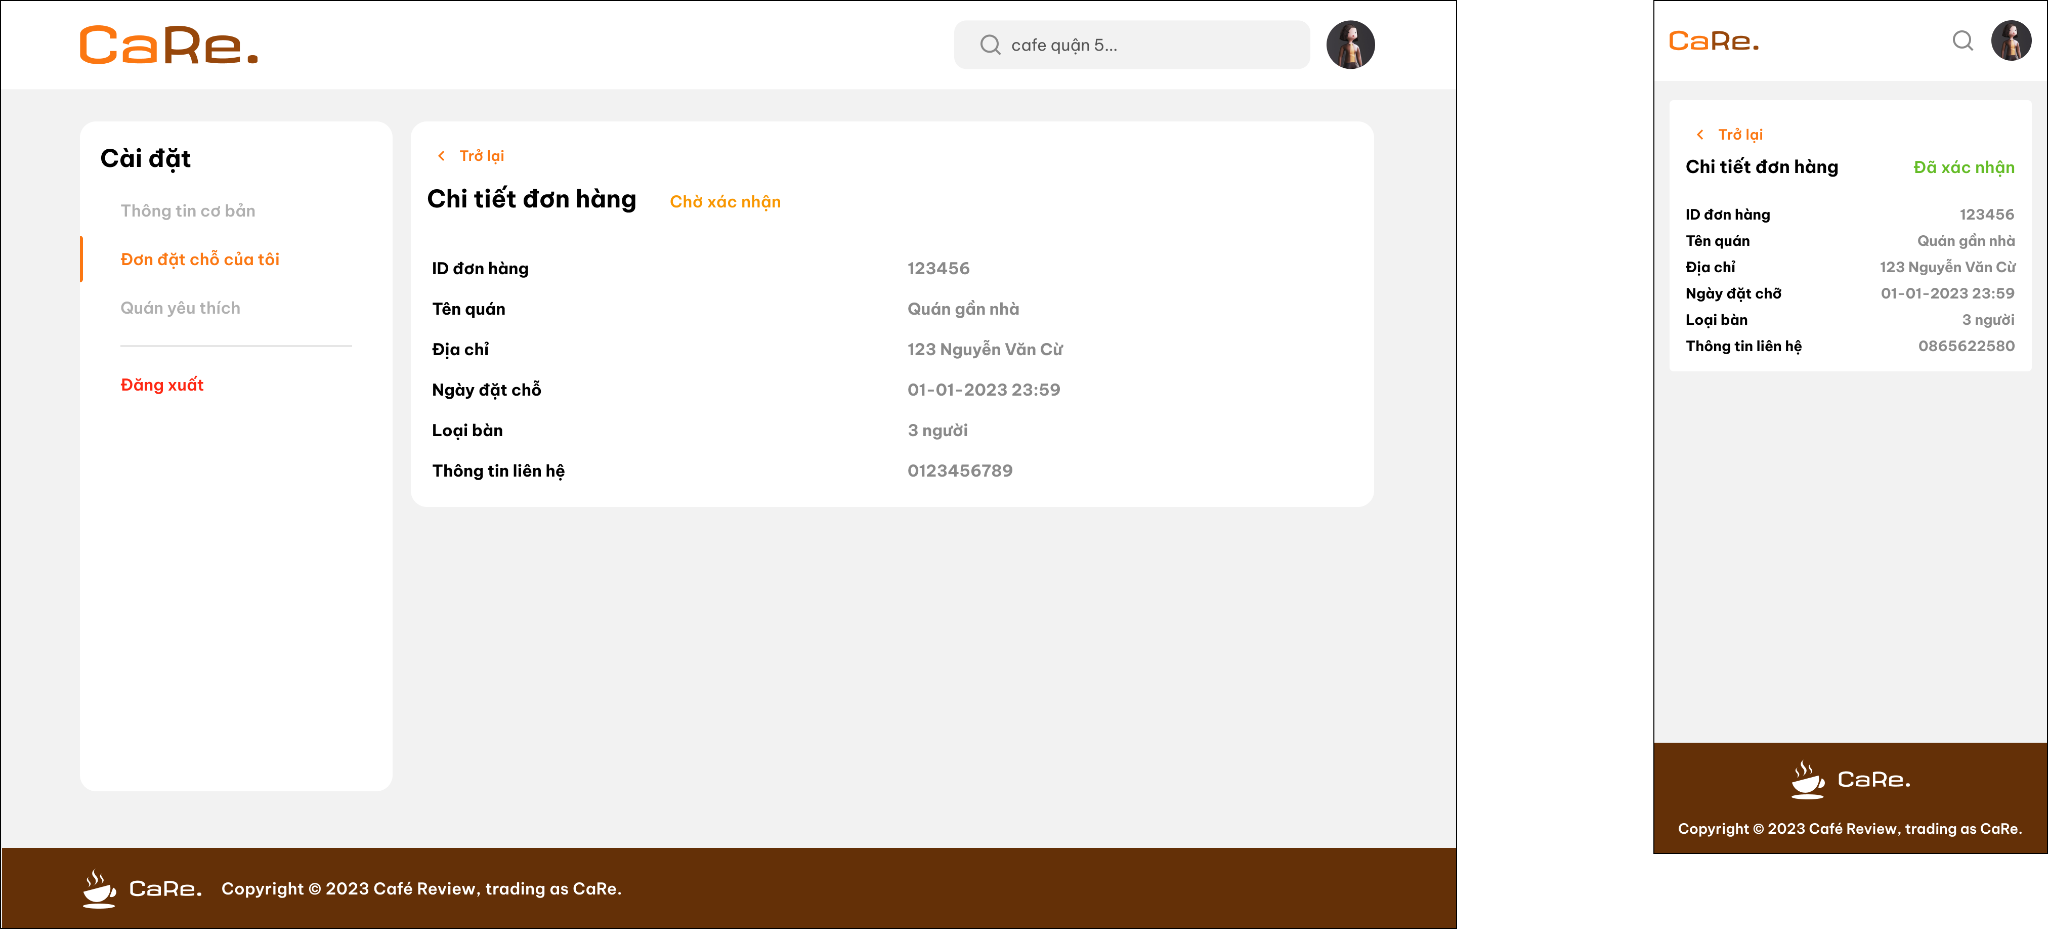 CaRe.
cafe quận 5...
Cài đặt
Thông tin cơ bản
Đơn đặt chỗ của tôi
Quán yêu thích
Đăng xuất
Trở lại
Chi tiết đơn hàng Chờ xác nhận
ID đơn hàng 123456
Tên quán Quán gần nhà
Địa chỉ 123 Nguyễn Văn Cừ
Ngày đặt chỗ 01-01-2023 23:59
Loại bàn 3 người
Thông tin liên hệ 0123456789
CaRe. Copyright © 2023 Café Review, trading as CaRe.
CaRe.
Trở lại
Chi tiết đơn hàng Đã xác nhận
ID đơn hàng 123456
Tên quán Quán gần nhà
Địa chỉ 123 Nguyễn Văn Cừ
Ngày đặt chỗ 01-01-2023 23:59
Loại bàn 3 người
Thông tin liên hệ 0865622580
CaRe.
Copyright © 2023 Café Review, trading as CaRe.